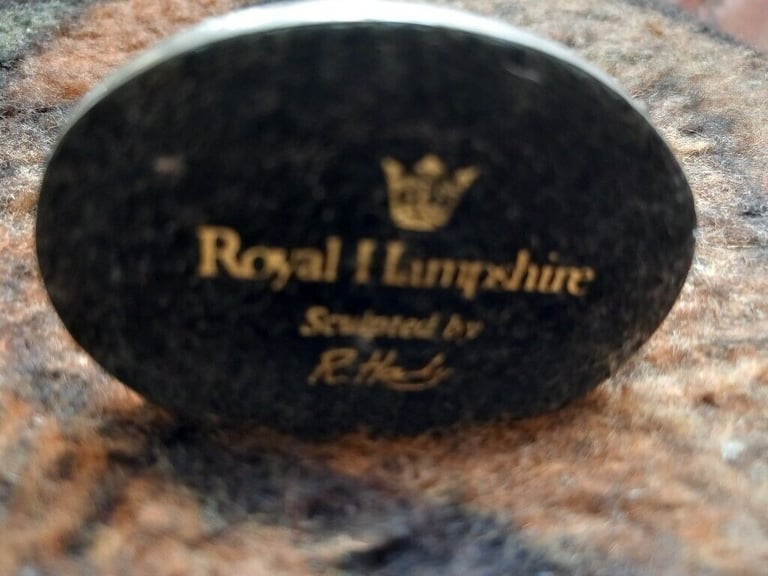 Royal Hampshire
Sculpted by
R.